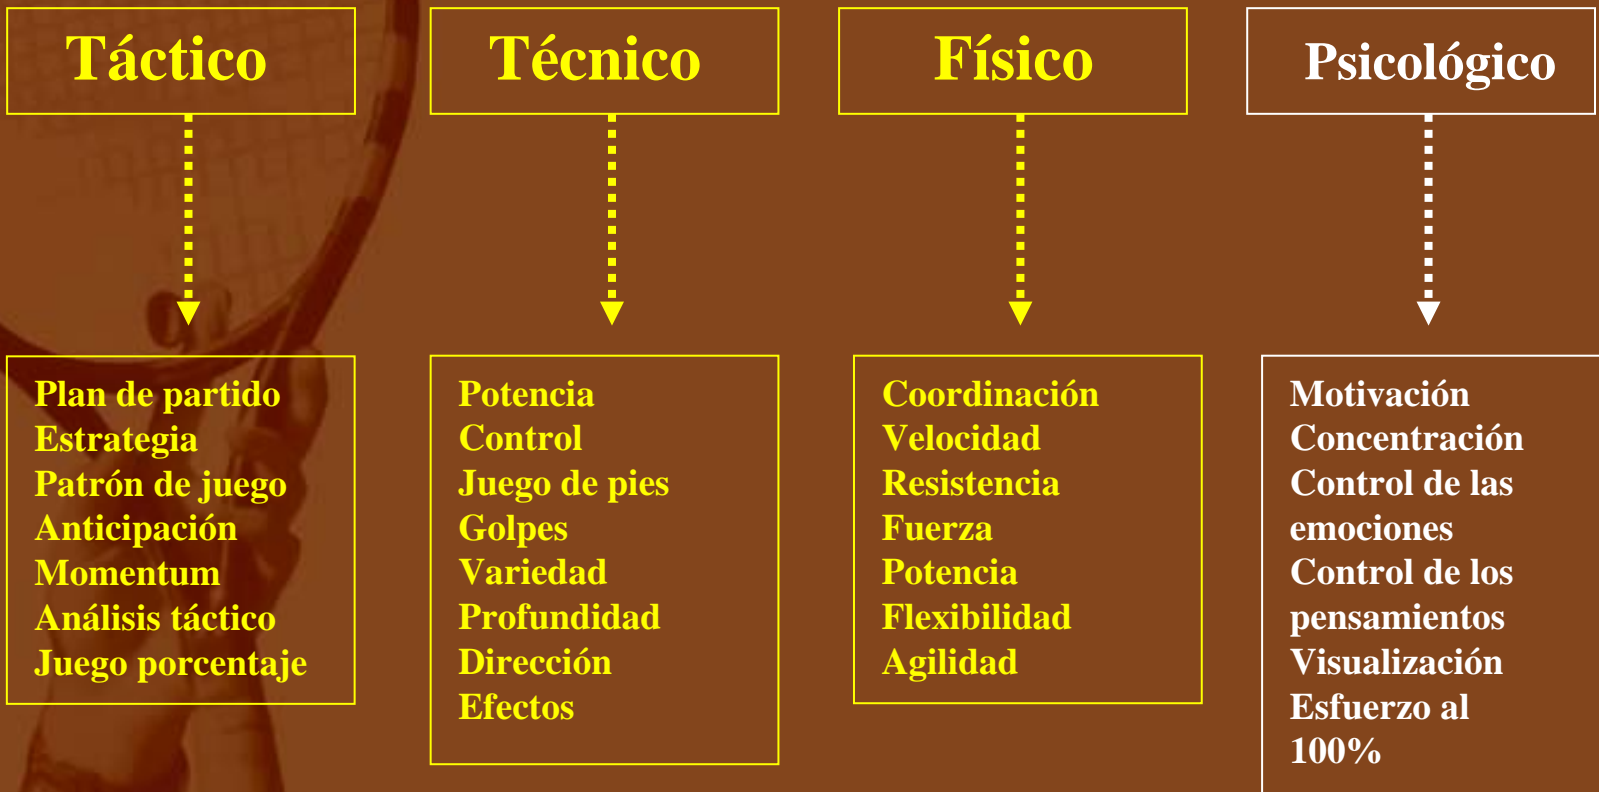 Táctico
Técnico
Físico
Psicológico
Plan de partido
Estrategia
Patrón de juego
Anticipación
Momentum
Análisis táctico
Juego porcentaje
Potencia
Control
Juego de pies
Golpes
Variedad
Profundidad
Dirección
Efectos
Coordinación
Velocidad
Resistencia
Fuerza
Potencia
Flexibilidad
Agilidad
Motivación
Concentración
Control de las
emociones
Control de los
pensamientos
Visualización
Esfuerzo al
100%